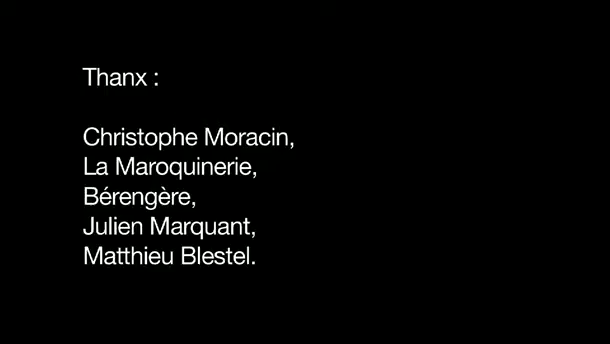 Thanx :
Christophe Moracin,
La Maroquinerie,
Bérengère,
Julien Marquant,
Matthieu Blestel.